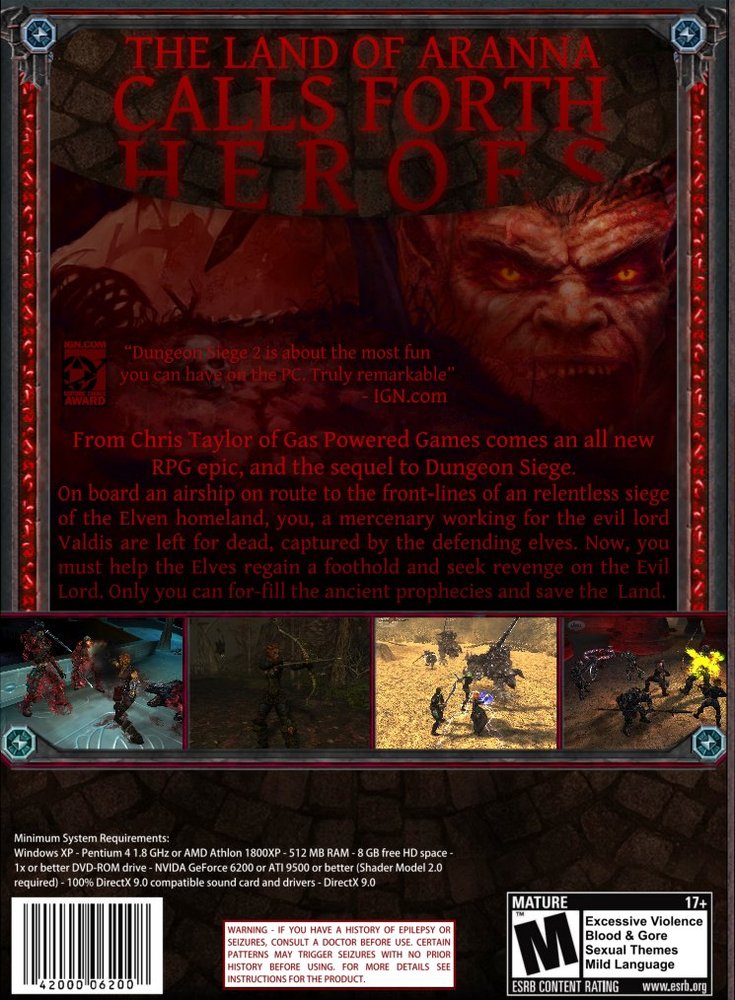 THE LAND OF ARANNA
CALLS FORTH
HEROES
IGN.COM
AWARD
“Dungeon Siege 2 is about the most fun
you can have on the PC. Truly remarkable”
- IGN.com
From Chris Taylor of Gas Powered Games comes an all new
RPG epic, and the sequel to Dungeon Siege.
On board an airship on route to the front-lines of an relentless siege
of the Elven homeland, you, a mercenary working for the evil lord
Valdis are left for dead, captured by the defending elves. Now, you
must help the Elves regain a foothold and seek revenge on the Evil
Lord. Only you can for-fill the ancient prophecies and save the Land.
Minimum System Requirements:
Windows XP - Pentium 4 1.8 GHz or AMD Athlon 1800XP - 512 MB RAM - 8 GB free HD space -
1x or better DVD-ROM drive - NVIDA GeForce 6200 or ATI 9500 or better (Shader Model 2.0
required) - 100% DirectX 9.0 compatible sound card and drivers - DirectX 9.0
42000 06200
WARNING - IF YOU HAVE A HISTORY OF EPILEPSY OR
SEIZURES, CONSULT A DOCTOR BEFORE USE. CERTAIN
PATTERNS MAY TRIGGER SEIZURES WITH NO PRIOR
HISTORY BEFORE USING. FOR MORE DETAILS SEE
INSTRUCTIONS FOR THE PRODUCT.
MATURE 17+
M
™
Excessive Violence
Blood & Gore
Sexual Themes
Mild Language
ESRB CONTENT RATING www.esrb.org